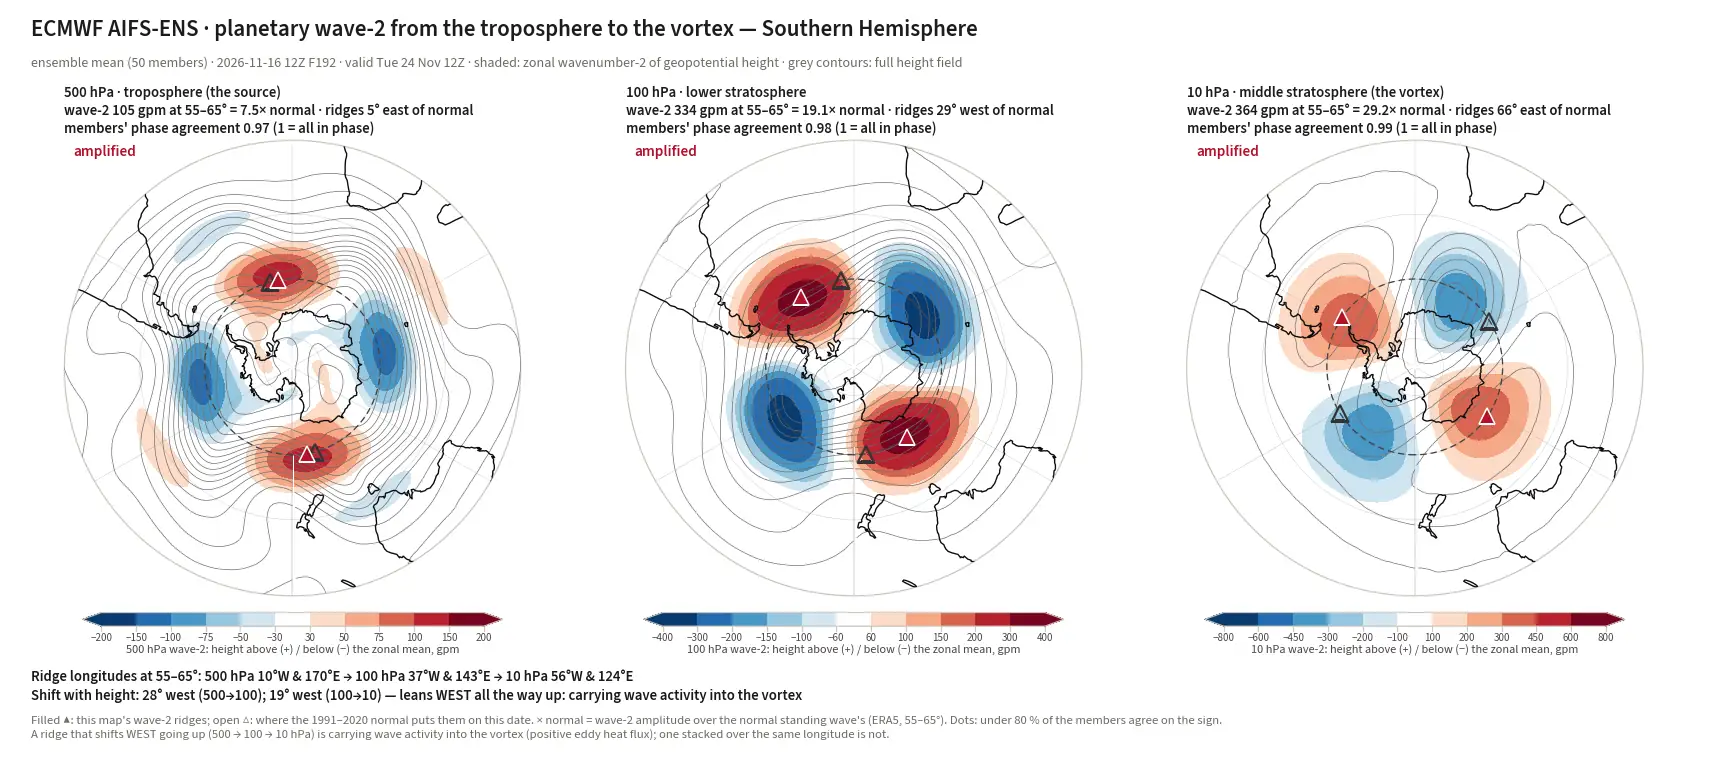 ECMWF AIFS-ENS · planetary wave-2 from the troposphere to the vortex — Southern Hemisphere
ensemble mean (50 members) · 2026-11-16 12Z F192 · valid Tue 24 Nov 12Z · shaded: zonal wavenumber-2 of geopotential height · grey contours: full height field
500 hPa · troposphere (the source)
wave-2 105 gpm at 55–65° = 7.5× normal · ridges 5° east of normal
members' phase agreement 0.97 (1 = all in phase)
amplified
100 hPa · lower stratosphere
wave-2 334 gpm at 55–65° = 19.1× normal · ridges 29° west of normal
members' phase agreement 0.98 (1 = all in phase)
amplified
10 hPa · middle stratosphere (the vortex)
wave-2 364 gpm at 55–65° = 29.2× normal · ridges 66° east of normal
members' phase agreement 0.99 (1 = all in phase)
amplified
−200 −150 −100 −75 −50 −30 30 50 75 100 150 200
500 hPa wave-2: height above (+) / below (−) the zonal mean, gpm
−400 −300 −200 −150 −100 −60 60 100 150 200 300 400
100 hPa wave-2: height above (+) / below (−) the zonal mean, gpm
−800 −600 −450 −300 −200 −100 100 200 300 450 600 800
10 hPa wave-2: height above (+) / below (−) the zonal mean, gpm
Ridge longitudes at 55–65°: 500 hPa 10°W & 170°E → 100 hPa 37°W & 143°E → 10 hPa 56°W & 124°E
Shift with height: 28° west (500→100); 19° west (100→10) — leans WEST all the way up: carrying wave activity into the vortex
Filled ▲: this map's wave-2 ridges; open △: where the 1991–2020 normal puts them on this date. × normal = wave-2 amplitude over the normal standing wave's (ERA5, 55–65°). Dots: under 80 % of the members agree on the sign.
A ridge that shifts WEST going up (500 → 100 → 10 hPa) is carrying wave activity into the vortex (positive eddy heat flux); one stacked over the same longitude is not.